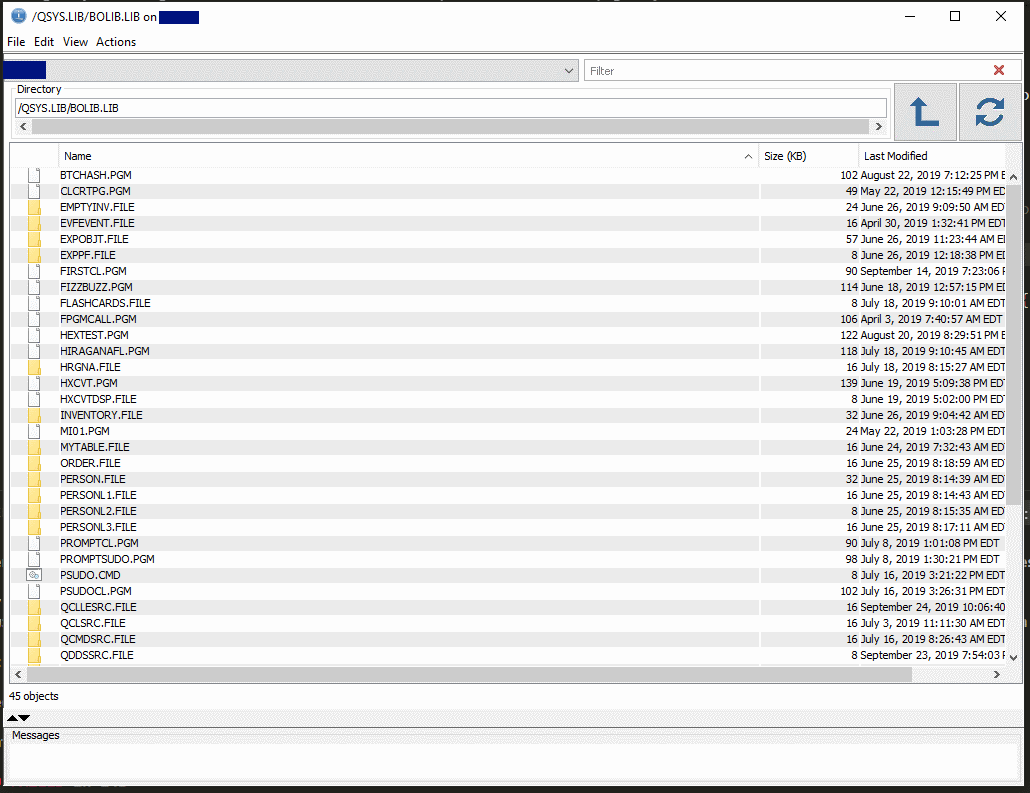 /QSYS.LIB/BOLIB.LIB on
File Edit View Actions
Filter
Directory
/QSYS.LIB/BOLIB.LIB
Name Size (KB) Last Modified
BTCHASH.PGM 102 August 22, 2019 7:12:25 PM E
CLCRTPG.PGM 49 May 22, 2019 12:15:49 PM ED
EMPTYINV.FILE 24 June 26, 2019 9:09:50 AM EDT
EVFEVENT.FILE 16 April 30, 2019 1:32:41 PM EDT
EXPOBJT.FILE 57 June 26, 2019 11:23:44 AM E
EXPPF.FILE 8 June 26, 2019 12:18:38 PM ED
FIRSTCL.PGM 90 September 14, 2019 7:23:06 P
FIZZBUZZ.PGM 114 June 18, 2019 12:57:15 PM ED
FLASHCARDS.FILE 8 July 18, 2019 9:10:01 AM EDT
FPGMCALL.PGM 106 April 3, 2019 7:40:57 AM EDT
HEXTEST.PGM 122 August 20, 2019 8:29:51 PM E
HIRAGANAFL.PGM 118 July 18, 2019 9:10:45 AM EDT
HRGNA.FILE 16 July 18, 2019 8:15:27 AM EDT
HXCVT.PGM 139 June 19, 2019 5:09:38 PM EDT
HXCVTDSP.FILE 8 June 19, 2019 5:02:00 PM EDT
INVENTORY.FILE 32 June 26, 2019 9:04:42 AM EDT
MI01.PGM 24 May 22, 2019 1:03:28 PM EDT
MYTABLE.FILE 16 June 24, 2019 7:32:43 AM EDT
ORDER.FILE 16 June 25, 2019 8:18:59 AM EDT
PERSON.FILE 32 June 25, 2019 8:14:39 AM EDT
PERSONL1.FILE 16 June 25, 2019 8:14:43 AM EDT
PERSONL2.FILE 8 June 25, 2019 8:15:35 AM EDT
PERSONL3.FILE 16 June 25, 2019 8:17:11 AM EDT
PROMPTCL.PGM 90 July 8, 2019 1:01:08 PM EDT
PROMPTSUDO.PGM 98 July 8, 2019 1:30:21 PM EDT
PSUDO.CMD 8 July 16, 2019 3:21:22 PM EDT
PSUDOCL.PGM 102 July 16, 2019 3:26:31 PM EDT
QCLLESRC.FILE 16 September 24, 2019 10:06:40
QCLSRC.FILE 16 July 3, 2019 11:11:30 AM EDT
QCMDSRC.FILE 16 July 16, 2019 8:26:43 AM EDT
QDDSSRC.FILE 8 September 23, 2019 7:54:03 P
45 objects
Messages